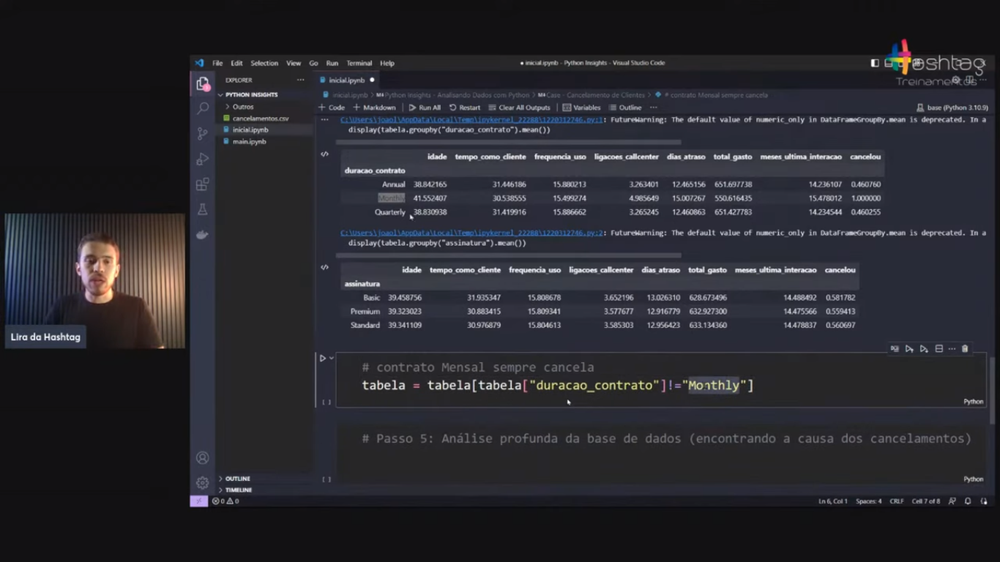 Hashtag
Treinamentos
File Edit Selection View Go Run Terminal Help
● inicial.ipynb - Python Insights - Visual Studio Code
EXPLORER ···
inicial.ipynb ●
PYTHON INSIGHTS
Outros
cancelamentos.csv
inicial.ipynb
main.ipynb
inicial.ipynb > Python Insights - Analisando Dados com Python > Case - Cancelamento de Clientes > # contrato Mensal sempre cancela
+ Code + Markdown Run All Restart Clear All Outputs Variables Outline ··· base (Python 3.10.9)
C:\Users\joaol\AppData\Local\Temp\ipykernel_22288\1220312746.py:1: FutureWarning: The default value of numeric_only in DataFrameGroupBy.mean is deprecated. In a
display(tabela.groupby("duracao_contrato").mean())
idade tempo_como_cliente frequencia_uso ligacoes_callcenter dias_atraso total_gasto meses_ultima_interacao cancelou
duracao_contrato
Annual 38.842165 31.446186 15.880213 3.263401 12.465156 651.697738 14.236107 0.460760
Monthly 41.552407 30.538555 15.499274 4.985649 15.007267 550.616435 15.478012 1.000000
Quarterly 38.830938 31.419916 15.886662 3.265245 12.460863 651.427783 14.234544 0.460255
C:\Users\joaol\AppData\Local\Temp\ipykernel_22288\1220312746.py:2: FutureWarning: The default value of numeric_only in DataFrameGroupBy.mean is deprecated. In a
display(tabela.groupby("assinatura").mean())
idade tempo_como_cliente frequencia_uso ligacoes_callcenter dias_atraso total_gasto meses_ultima_interacao cancelou
assinatura
Basic 39.458756 31.935347 15.808678 3.652196 13.026310 628.673496 14.488492 0.581782
Premium 39.323023 30.883415 15.809341 3.577677 12.916779 632.927300 14.475566 0.559413
Standard 39.341109 30.976879 15.804613 3.585303 12.956423 633.134360 14.478837 0.560697
# contrato Mensal sempre cancela
tabela = tabela[tabela["duracao_contrato"]!="Monthly"]
[ ] Python
# Passo 5: Análise profunda da base de dados (encontrando a causa dos cancelamentos)
[ ] Python
Lira da Hashtag
OUTLINE
TIMELINE
0 0 Ln 6, Col 1 Spaces: 4 CRLF Cell 7 of 8